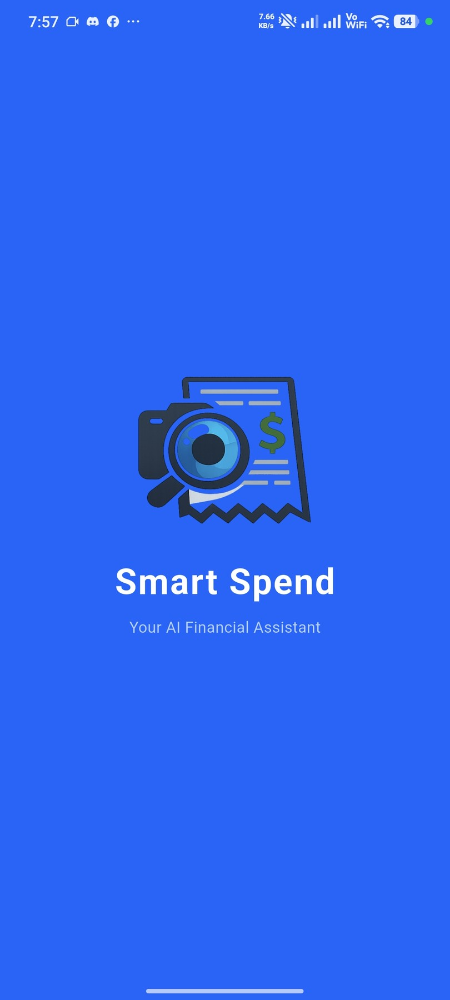 7:57 7.66 KB/s Vo WiFi 84
$
Smart Spend
Your AI Financial Assistant